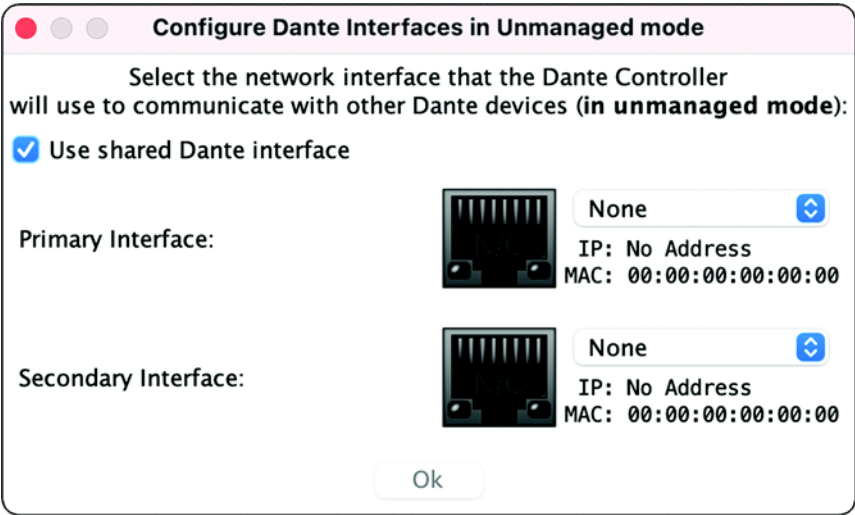 Configure Dante Interfaces in Unmanaged mode
Select the network interface that the Dante Controller
will use to communicate with other Dante devices (in unmanaged mode):
Use shared Dante interface
Primary Interface:
None
IP: No Address
MAC: 00:00:00:00:00:00
Secondary Interface:
None
IP: No Address
MAC: 00:00:00:00:00:00
Ok